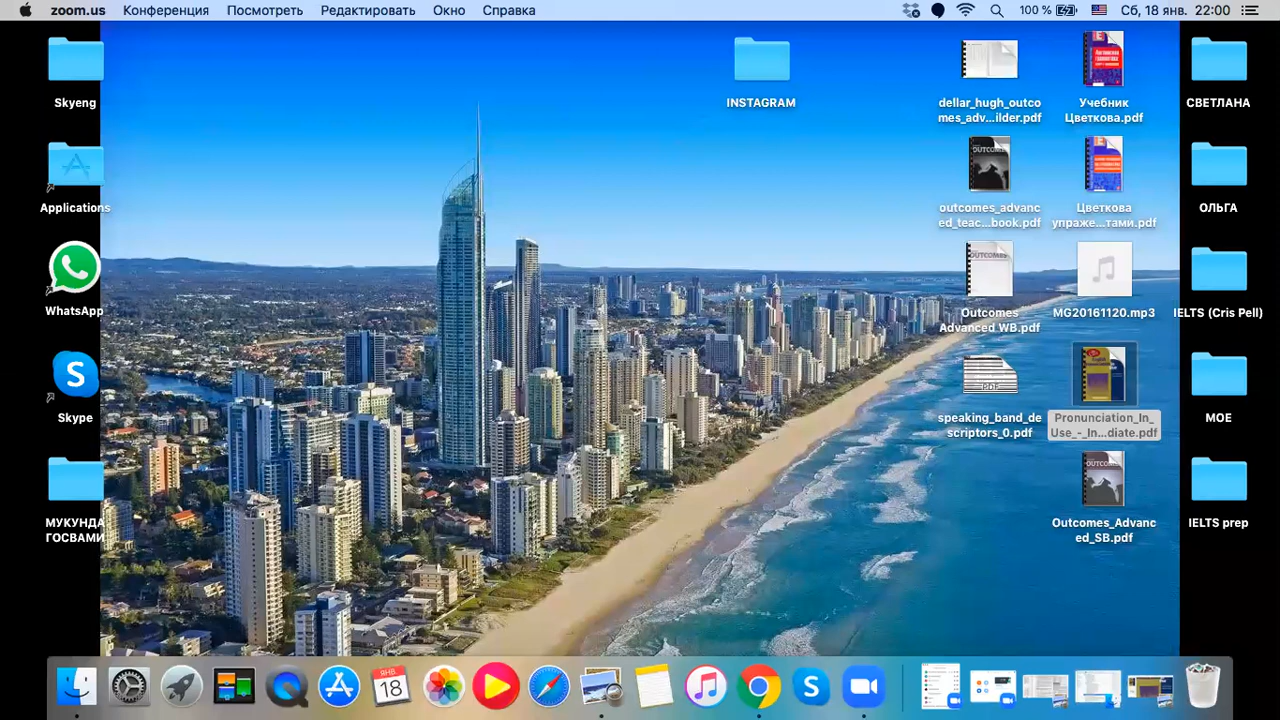 zoom.us Конференция Посмотреть Редактировать Окно Справка 100 % Сб, 18 янв. 22:00
Skyeng
Applications
WhatsApp
Skype
МУКУНДА
ГОСВАМИ
INSTAGRAM
dellar_hugh_outco
mes_adv...ilder.pdf
outcomes_advanc
ed_teac...book.pdf
Outcomes
Advanced WB.pdf
PDF
speaking_band_de
scriptors_0.pdf
Учебник
Цветкова.pdf
Цветкова
упраже...тами.pdf
MG20161120.mp3
Pronunciation_In_
Use_-_In...diate.pdf
Outcomes_Advanc
ed_SB.pdf
СВЕТЛАНА
ОЛЬГА
IELTS (Cris Pell)
МОЕ
IELTS prep
ЯНВ
18